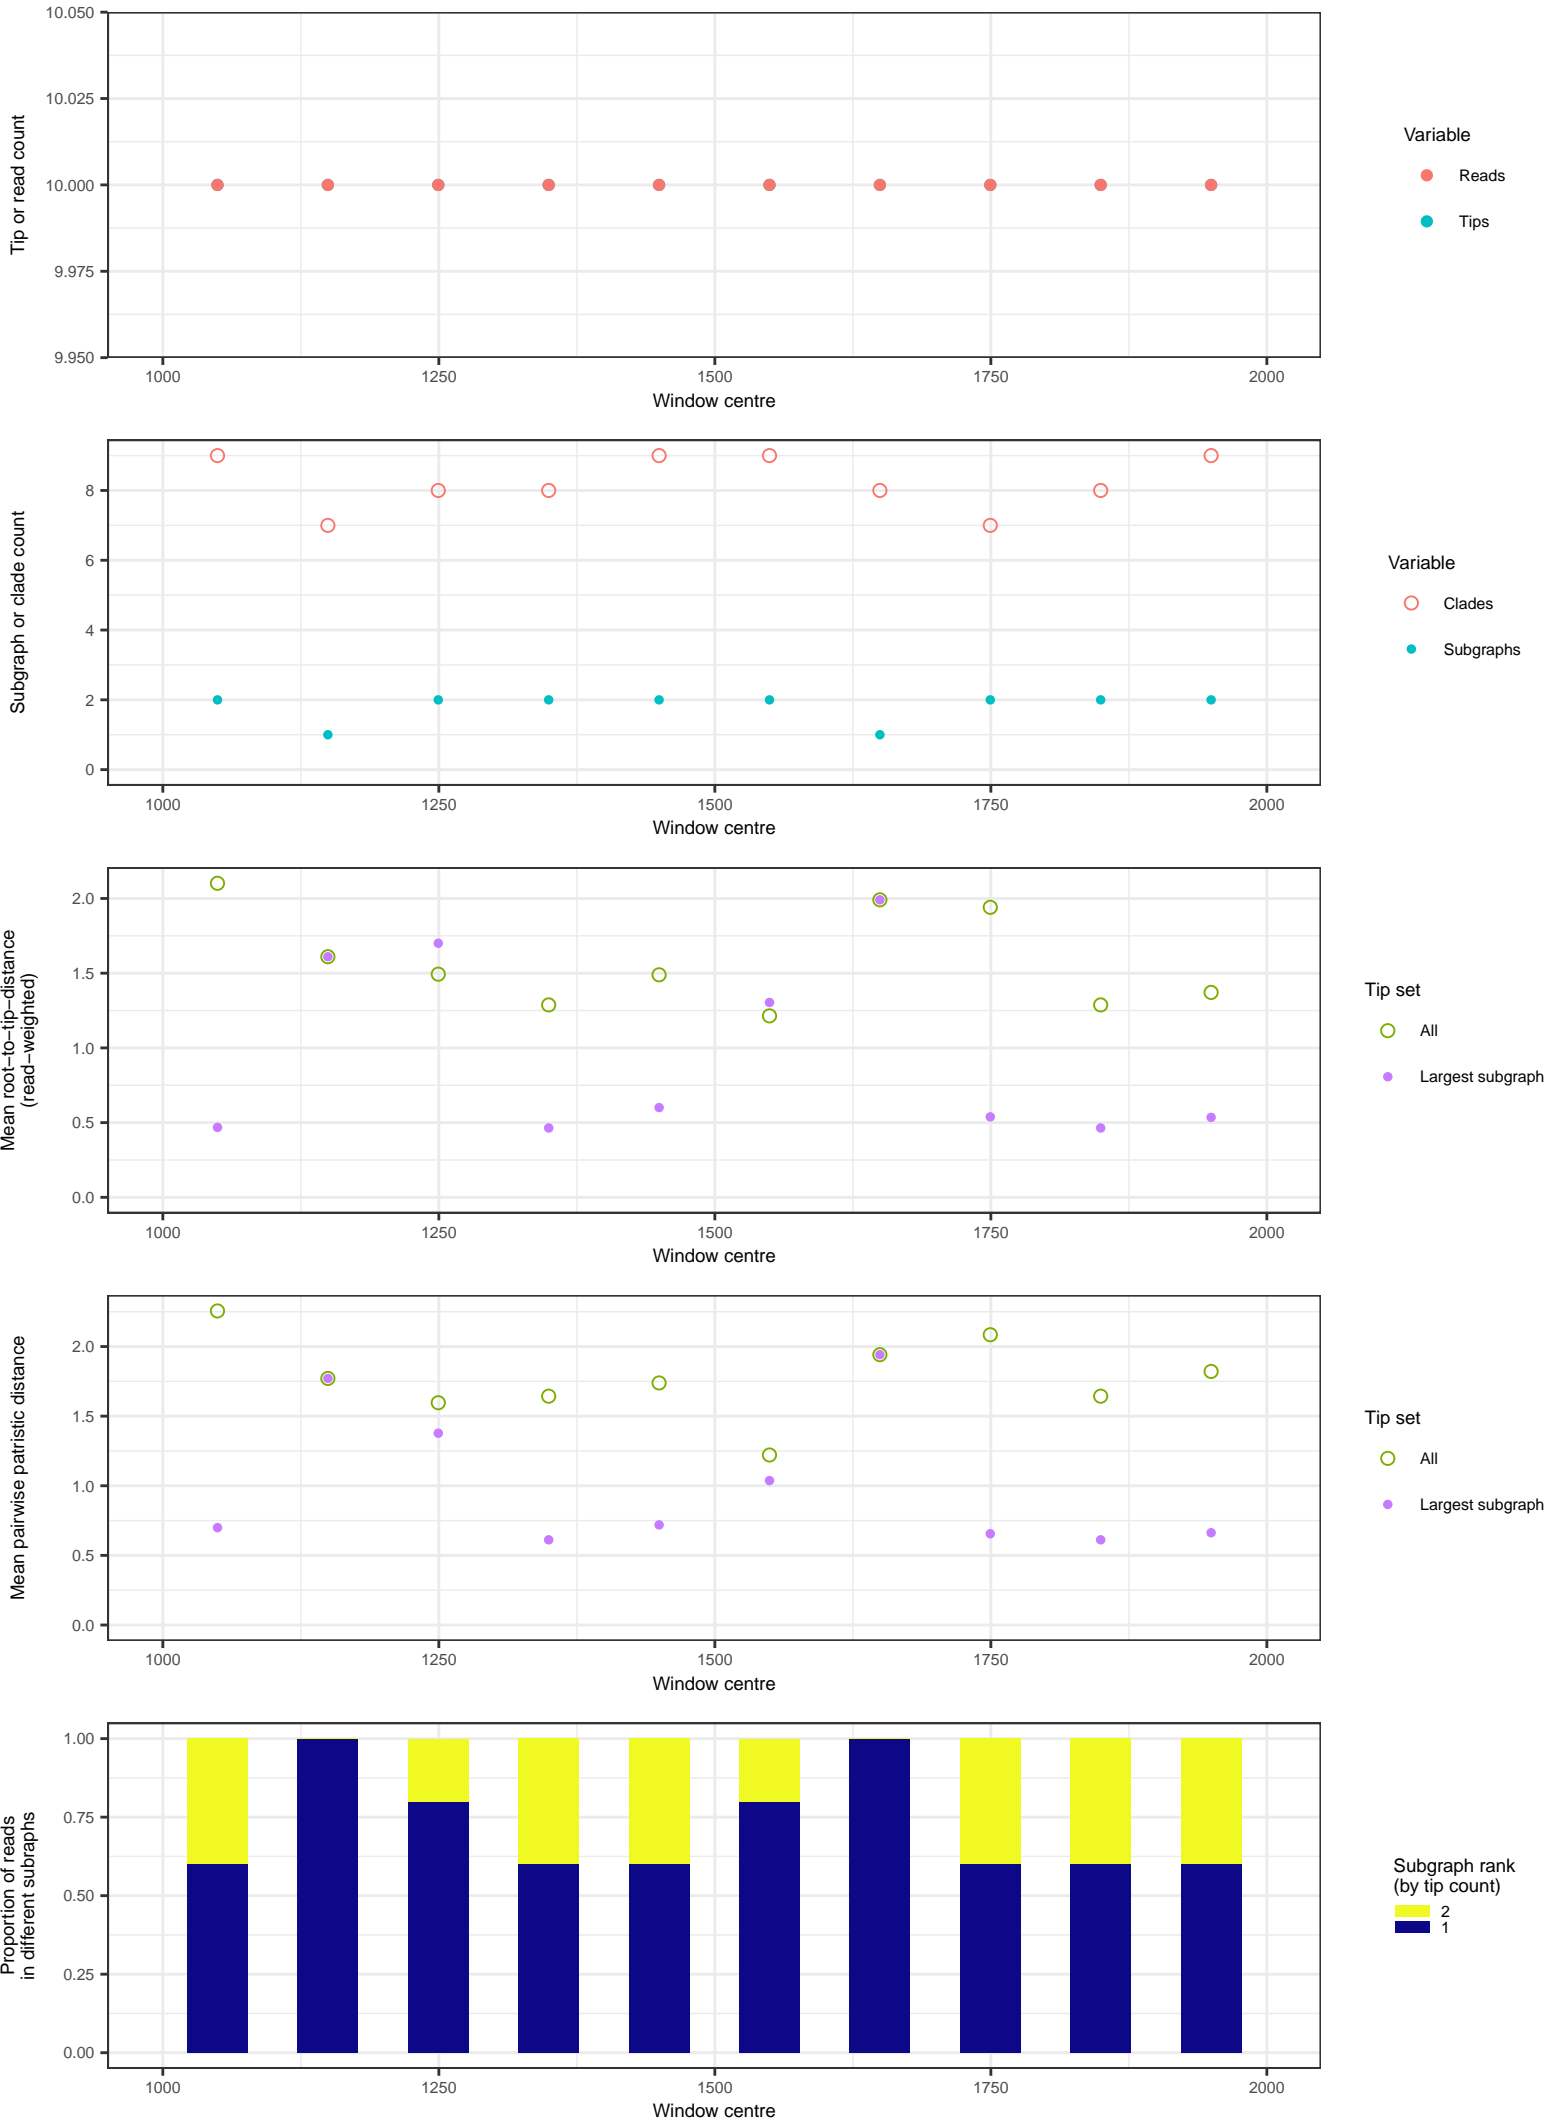 10.050
10.025
10.000
9.975
9.950
Tip or read count
1000 1250 1500 1750 2000
Window centre
Variable
Reads
Tips
8
6
4
2
0
Subgraph or clade count
1000 1250 1500 1750 2000
Window centre
Variable
Clades
Subgraphs
2.0
1.5
1.0
0.5
0.0
Mean root−to−tip−distance
(read−weighted)
1000 1250 1500 1750 2000
Window centre
Tip set
All
Largest subgraph
2.0
1.5
1.0
0.5
0.0
Mean pairwise patristic distance
1000 1250 1500 1750 2000
Window centre
Tip set
All
Largest subgraph
1.00
0.75
0.50
0.25
0.00
Proportion of reads
in different subraphs
1000 1250 1500 1750 2000
Window centre
Subgraph rank
(by tip count)
2
1